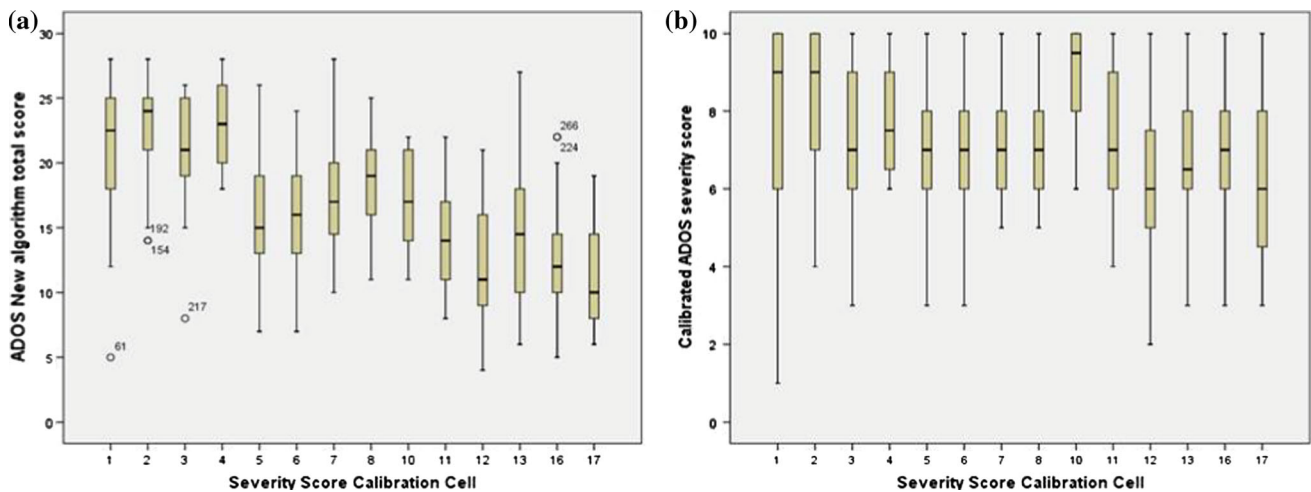 (a)
30
25
20
15
10
5
0
ADOS New algorithm total score
61
192
154
217
266
224
1 2 3 4 5 6 7 8 10 11 12 13 16 17
Severity Score Calibration Cell
(b)
10
8
6
4
2
0
Calibrated ADOS severity score
1 2 3 4 5 6 7 8 10 11 12 13 16 17
Severity Score Calibration Cell